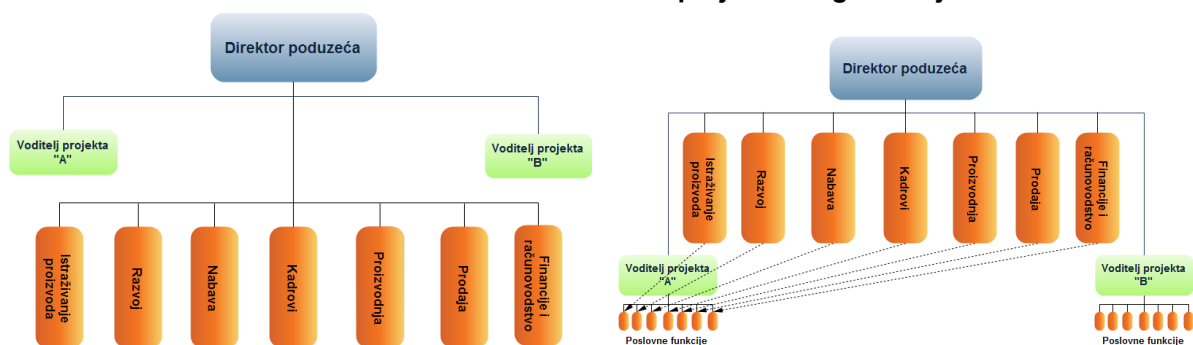 Direktor poduzeća
Voditelj projekta
"A"
Voditelj projekta
"B"
Istraživanje
proizvoda
Razvoj
Nabava
Kadrovi
Proizvodnja
Prodaja
Financije i
računovodstvo
Direktor poduzeća
Istraživanje
proizvoda
Razvoj
Nabava
Kadrovi
Proizvodnja
Prodaja
Financije i
računovodstvo
Voditelj projekta
"A"
Voditelj projekta
"B"
Poslovne funkcije
Poslovne funkcije